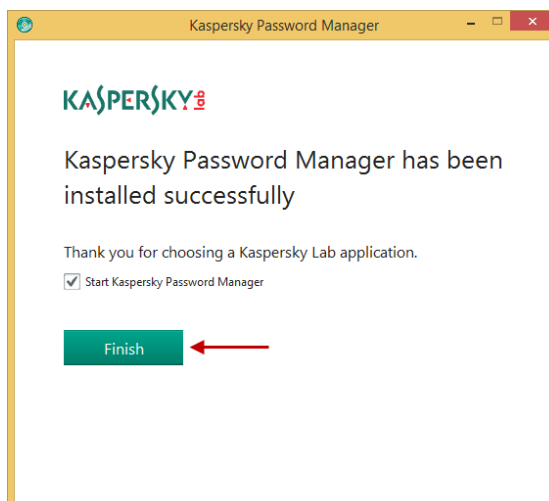 Kaspersky Password Manager
KASPERSKY lab
Kaspersky Password Manager has been
installed successfully
Thank you for choosing a Kaspersky Lab application.
Start Kaspersky Password Manager
Finish